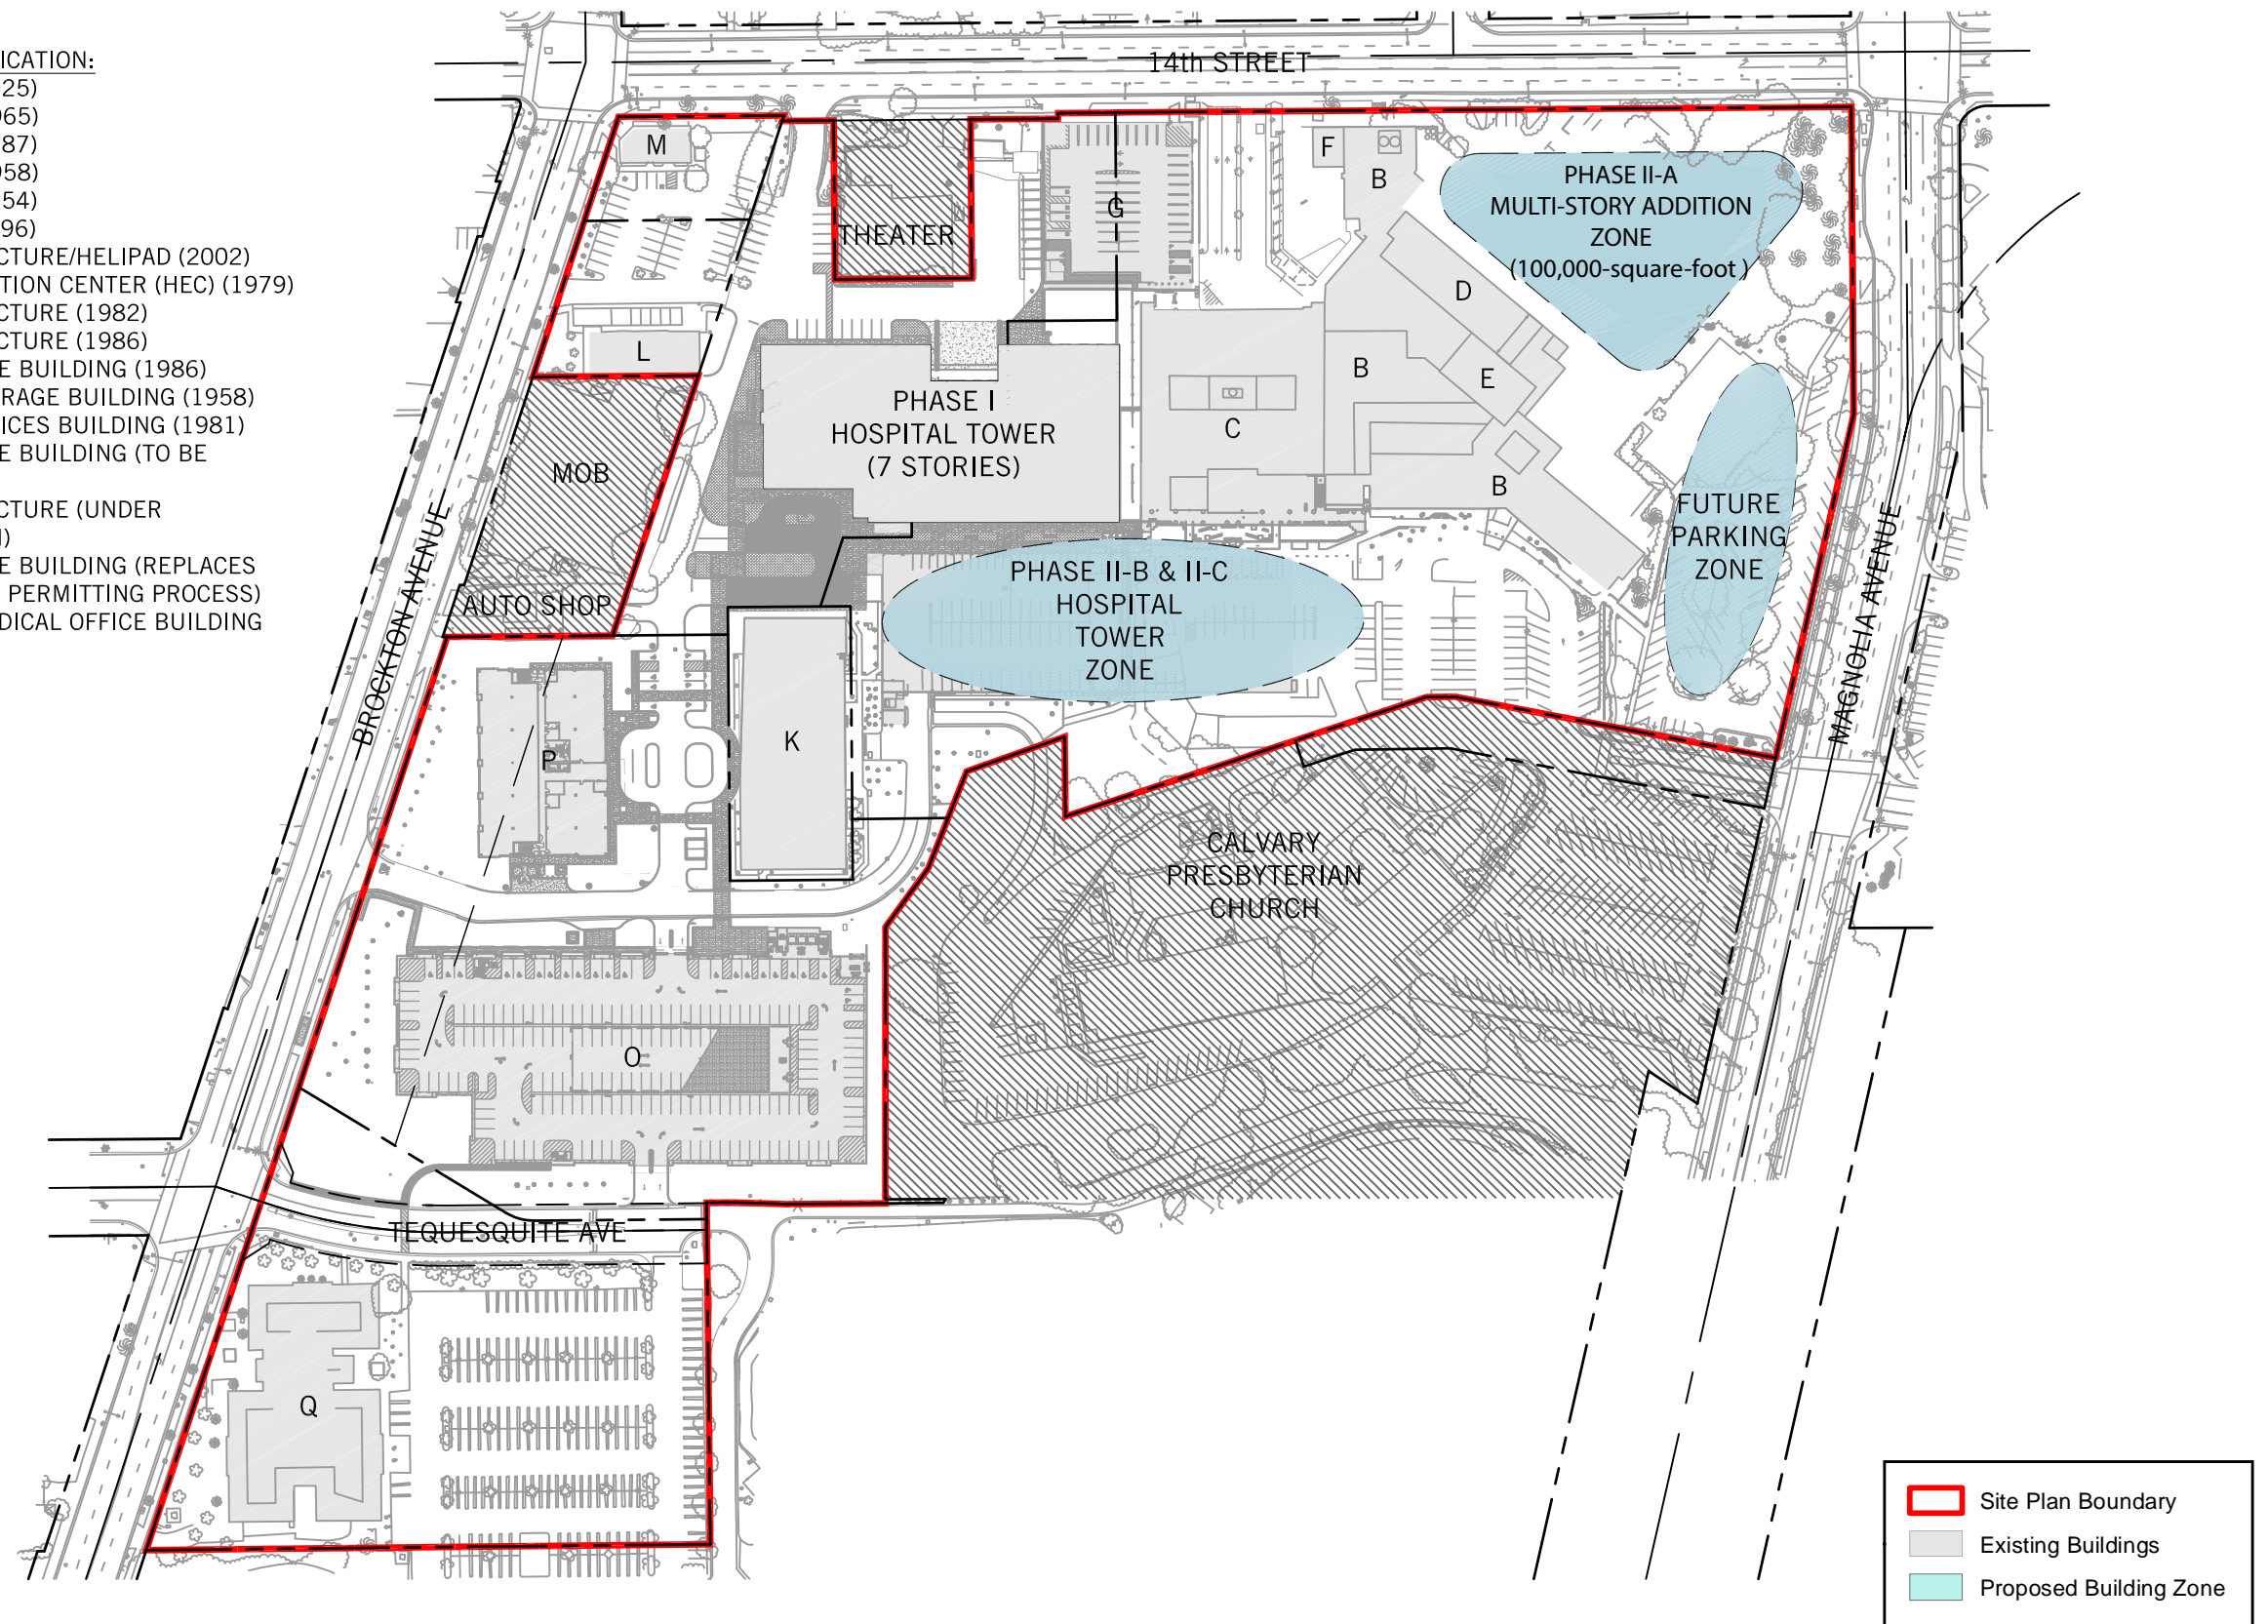 ICATION:
25)
965)
87)
958)
54)
96)
CTURE/HELIPAD (2002)
TION CENTER (HEC) (1979)
CTURE (1982)
CTURE (1986)
E BUILDING (1986)
RAGE BUILDING (1958)
ICES BUILDING (1981)
E BUILDING (TO BE
CTURE (UNDER
E BUILDING (REPLACES
PERMITTING PROCESS)
DICAL OFFICE BUILDING
14th STREET
M
THEATER
G
F
B
PHASE II-A
MULTI-STORY ADDITION
ZONE
(100,000-square-foot )
D
L
B
E
PHASE I
HOSPITAL TOWER
(7 STORIES)
C
MOB
B
FUTURE
PARKING
ZONE
AUTO SHOP
PHASE II-B & II-C
HOSPITAL
TOWER
ZONE
BROCKTON AVENUE
MAGNOLIA AVENUE
P
K
CALVARY
PRESBYTERIAN
CHURCH
O
TEQUESQUITE AVE
Q
Site Plan Boundary
Existing Buildings
Proposed Building Zone